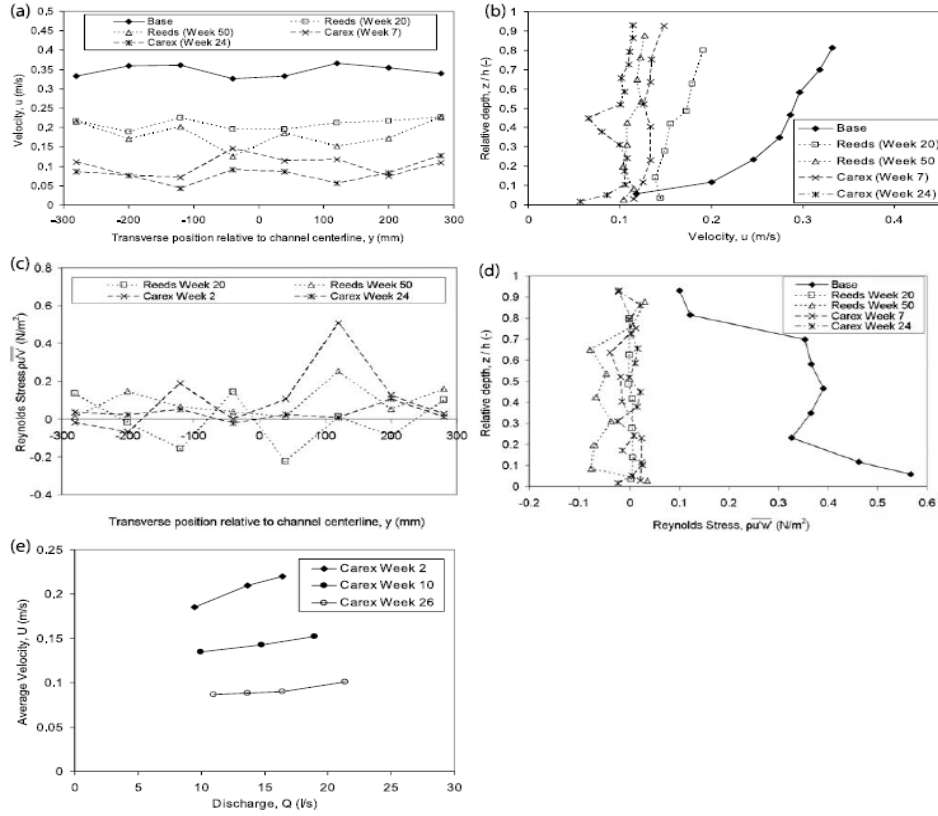 (a)
0,5
0,45
0,4
0,35
0,3
0,25
0,2
0,15
0,1
0,05
0
Velocity, u (m/s)
Base
Reeds (Week 20)
Reeds (Week 50)
Carex (Week 7)
Carex (Week 24)
-300 -200 -100 0 100 200 300
Transverse position relative to channel centerline, y (mm)
(b)
1
0.9
0.8
0.7
0.6
0.5
0.4
0.3
0.2
0.1
0
Relative depth, z / h (-)
Base
Reeds (Week 20)
Reeds (Week 50
Carex (Week 7)
Carex (Week 24)
0 0.1 0.2 0.3 0.4
Velocity, u (m/s)
(c)
0.8
0.6
0.4
0.2
0
-0.2
-0.4
Reynolds Stress ρu'v' (N/m²)
Reeds Week 20
Reeds Week 50
Carex Week 2
Carex Week 24
-300 -200 -100 0 100 200 300
Transverse position relative to channel centerline, y (mm)
(d)
1
0.9
0.8
0.7
0.6
0.5
0.4
0.3
0.2
0.1
0
Relative depth, z / h (-)
Base
Reeds Week 20
Reeds Week 50
Carex Week 7
Carex Week 24
-0.2 -0.1 0 0.1 0.2 0.3 0.4 0.5 0.6
Reynolds Stress, ρu'w' (N/m²)
(e)
0,25
0,2
0,15
0,1
0,05
0
Average Velocity, U (m/s)
Carex Week 2
Carex Week 10
Carex Week 26
0 5 10 15 20 25 30
Discharge, Q (l/s)